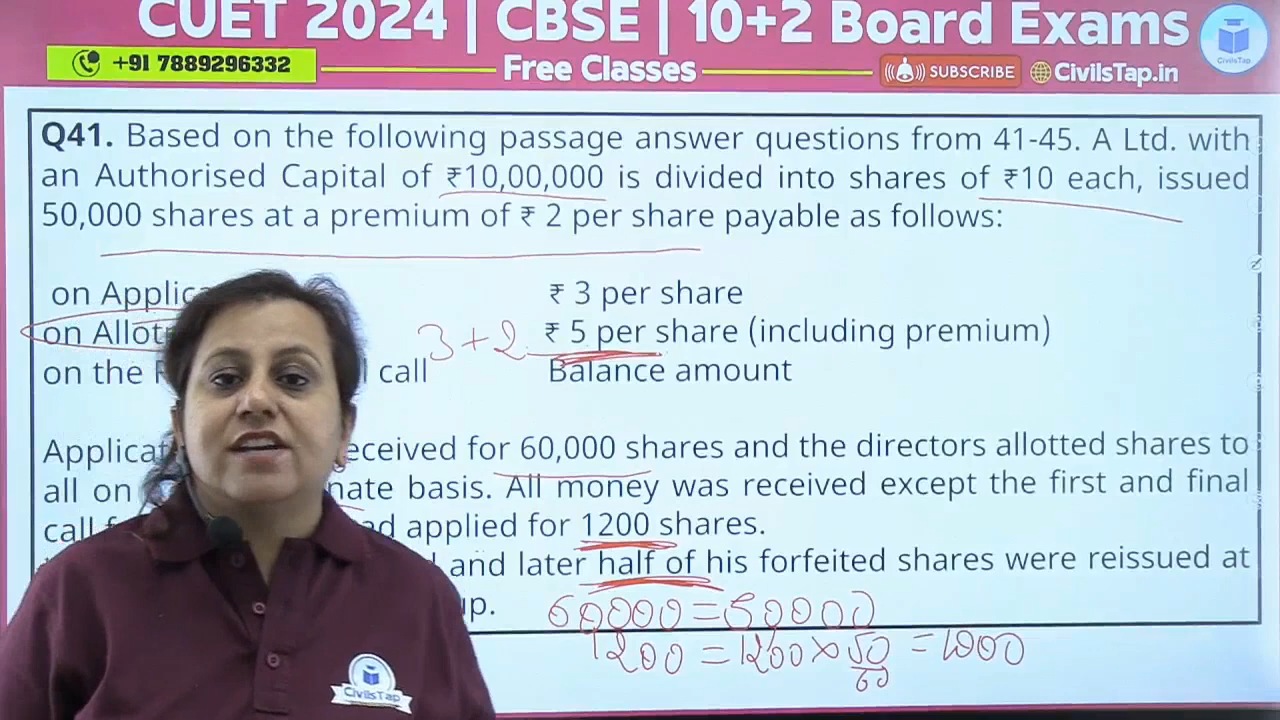 CUET 2024 | CBSE | 10+2 Board Exams
+91 7889296332
Free Classes
SUBSCRIBE
CivilsTap.in
CivilsTap
Q41. Based on the following passage answer questions from 41-45. A Ltd. with
an Authorised Capital of ₹10,00,000 is divided into shares of ₹10 each, issued
50,000 shares at a premium of ₹ 2 per share payable as follows:
on Applica ₹ 3 per share
on Allot 3 + 2 ₹ 5 per share (including premium)
on the call Balance amount
Applicat eceived for 60,000 shares and the directors allotted shares to
all on nate basis. All money was received except the first and final
call ad applied for 1200 shares.
and later half of his forfeited shares were reissued at
up.
60000 = 50000
1200 = 1200 × 50/60 = 1000
CivilsTap